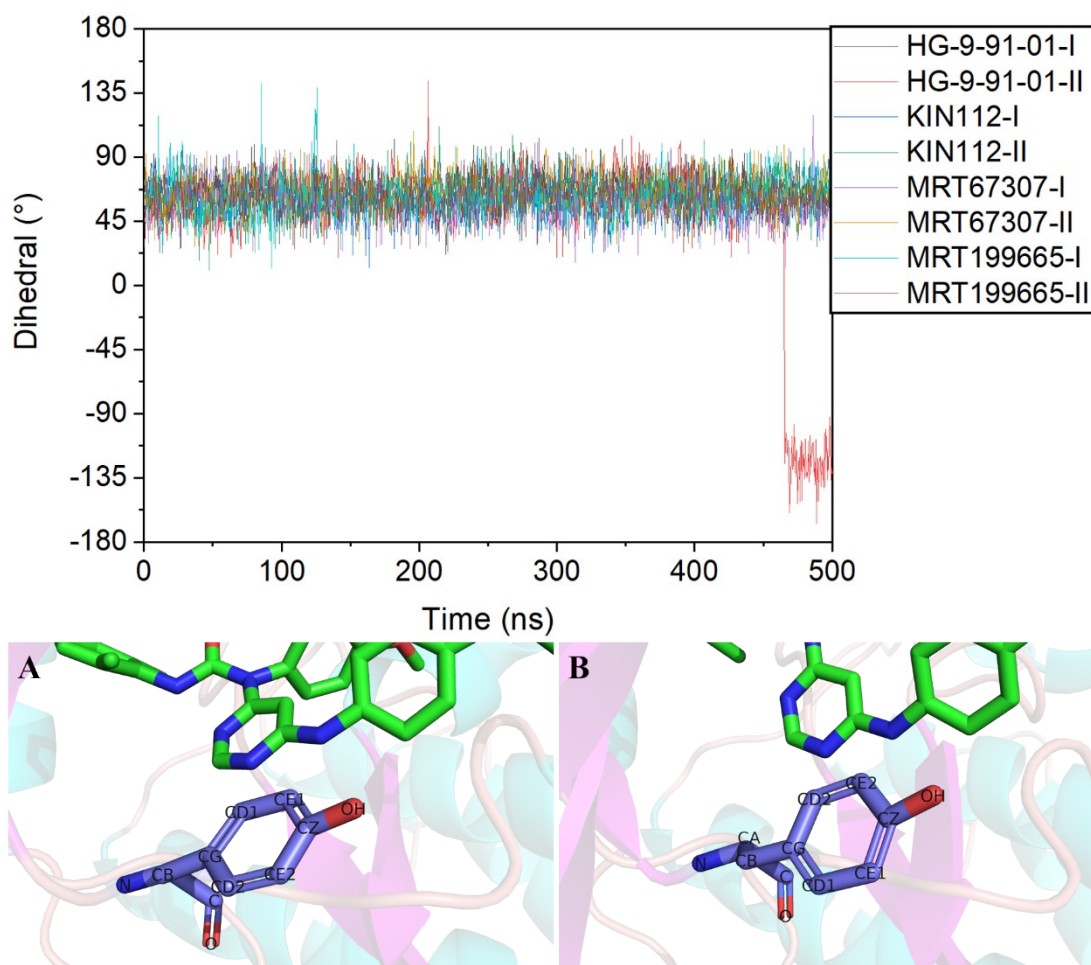 180
135
90
45
0
-45
-90
-135
-180
Dihedral (°)
0 100 200 300 400 500
Time (ns)
HG-9-91-01-I
HG-9-91-01-II
KIN112-I
KIN112-II
MRT67307-I
MRT67307-II
MRT199665-I
MRT199665-II
A
CD1 CE1 OH
CZ
CG
N CB CD2 CE2
C
O
B
CD2 CE2 OH
CA CZ
N CB CG
C CD1 CE1
O